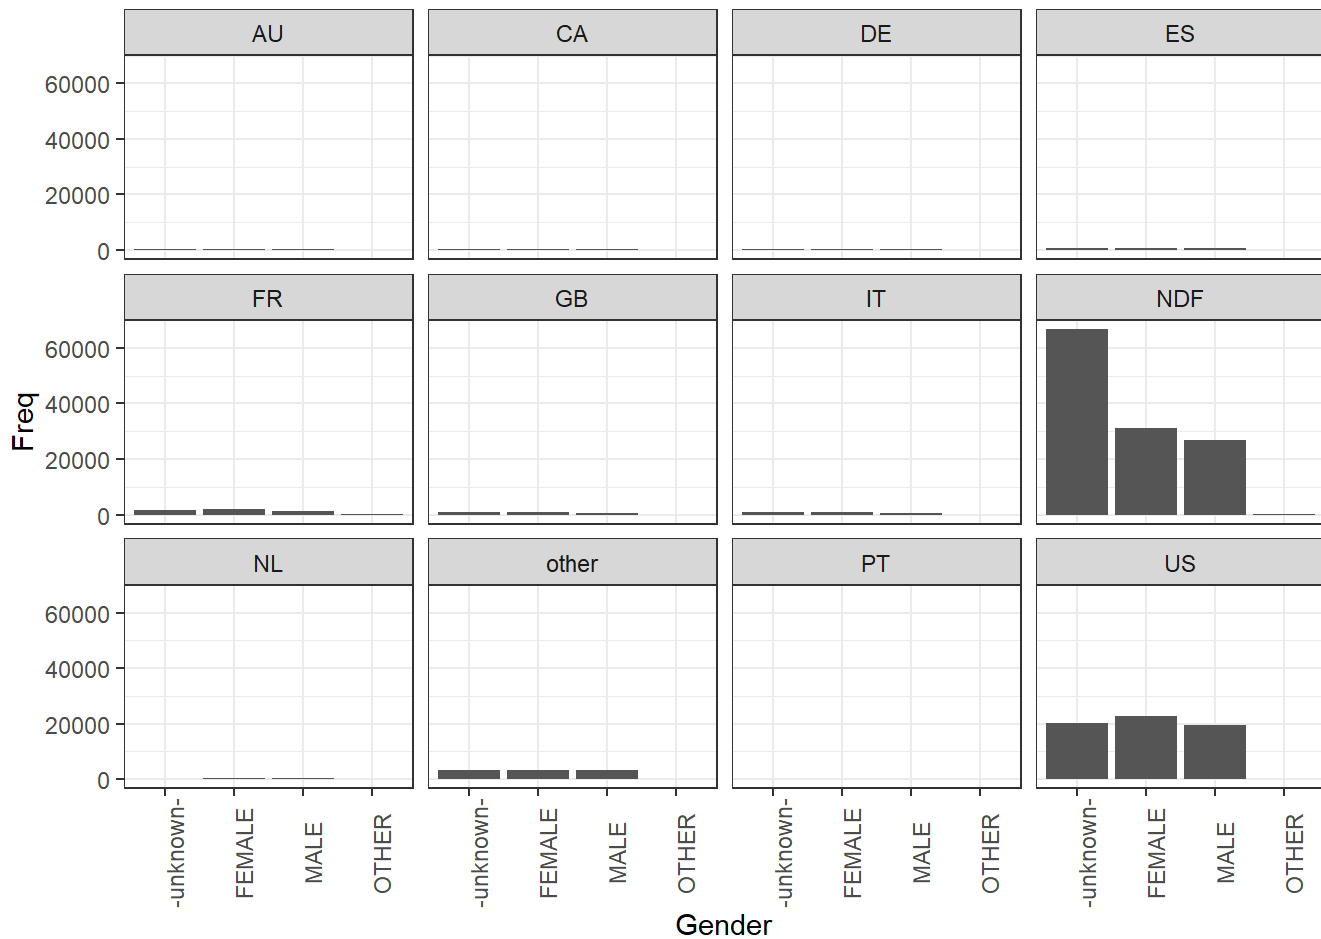 AU CA DE ES
60000
40000
20000
0
FR GB IT NDF
60000
40000
20000
0
Freq
NL other PT US
60000
40000
20000
0
-unknown- FEMALE MALE OTHER -unknown- FEMALE MALE OTHER -unknown- FEMALE MALE OTHER -unknown- FEMALE MALE OTHER
Gender